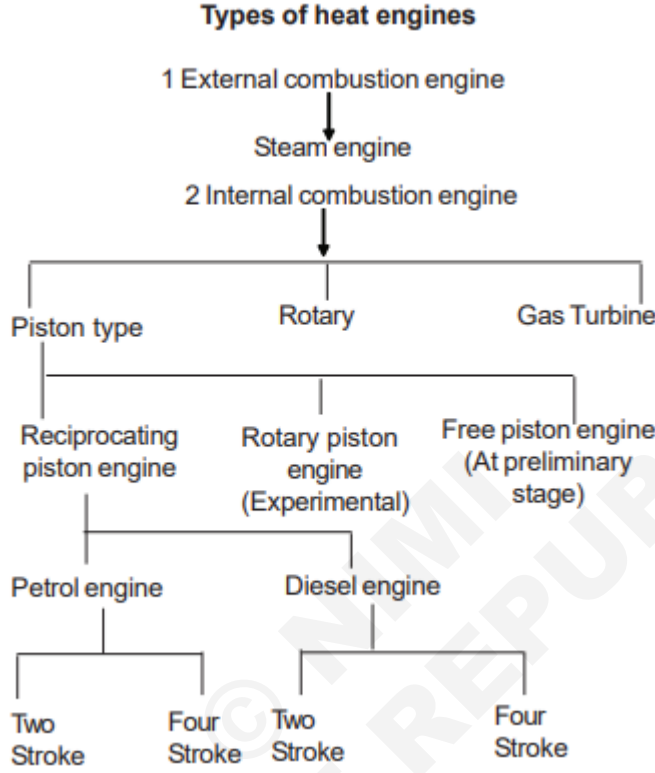 Types of heat engines
1 External combustion engine
Steam engine
2 Internal combustion engine
Piston type
Rotary
Gas Turbine
Reciprocating
piston engine
Rotary piston
engine
(Experimental)
Free piston engine
(At preliminary
stage)
Petrol engine
Diesel engine
Two
Stroke
Four
Stroke
Two
Stroke
Four
Stroke
© NIMI
REPU